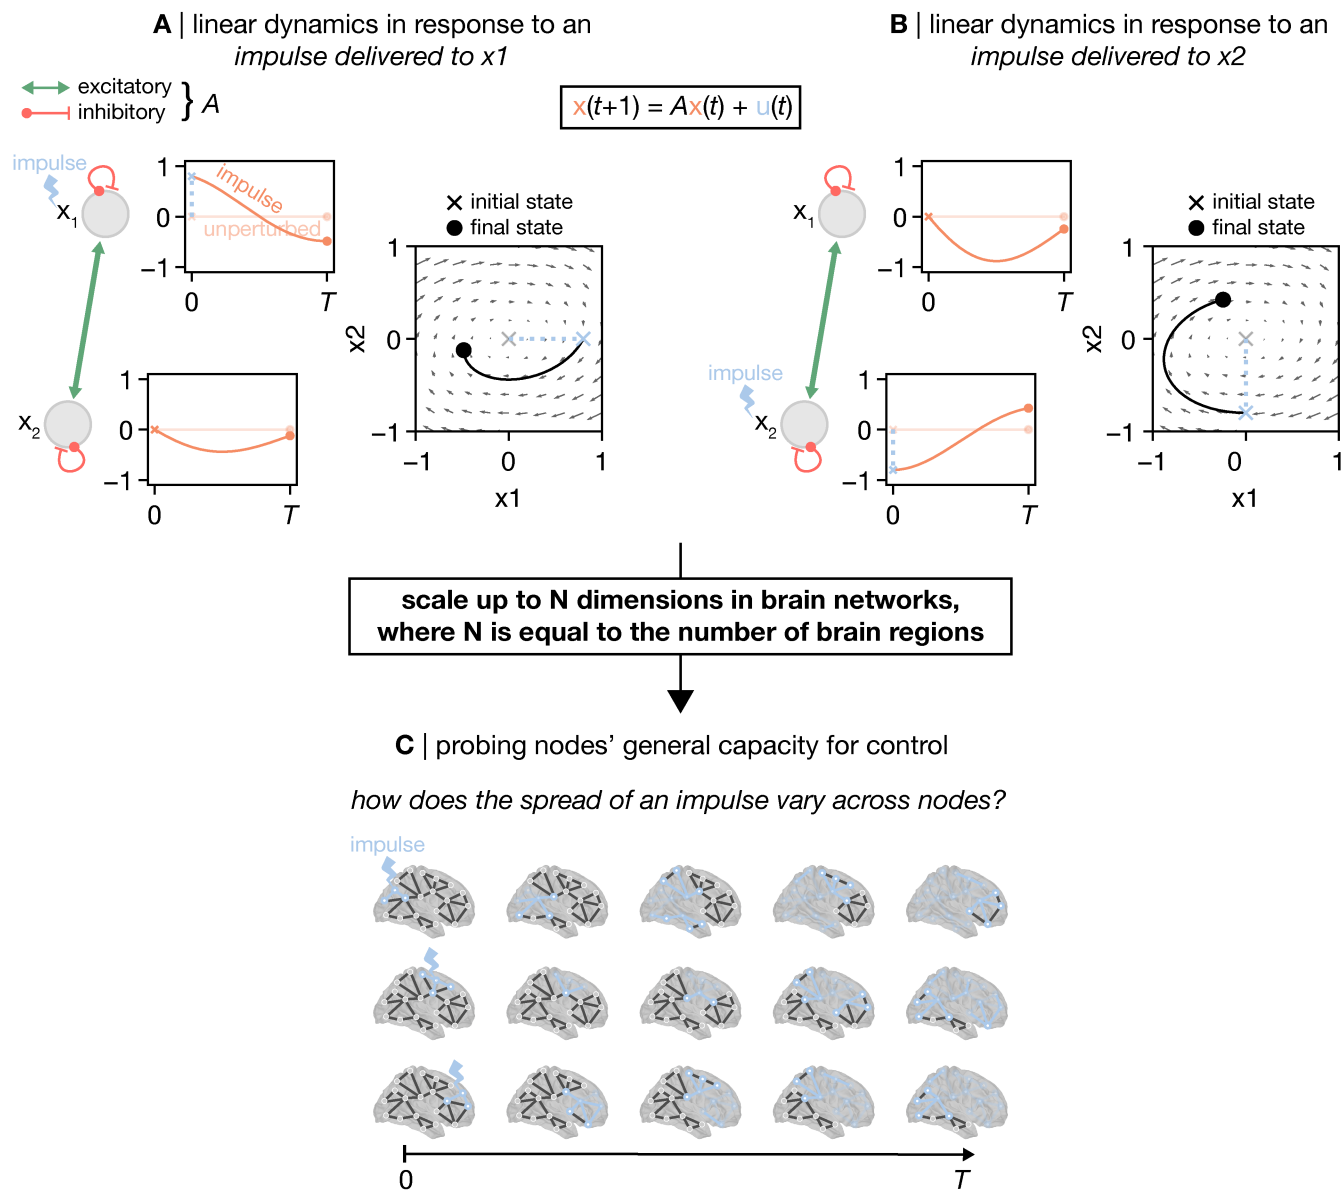 A | linear dynamics in response to an
impulse delivered to x1
B | linear dynamics in response to an
impulse delivered to x2
excitatory
inhibitory
} A
x(t+1) = Ax(t) + u(t)
impulse
x1
1
0
−1
impulse
unperturbed
0 T
x2
1
0
−1
0 T
initial state
final state
x2
1
0
−1
−1 0 1
x1
x1
1
0
−1
0 T
impulse
x2
1
0
−1
0 T
initial state
final state
x2
1
0
−1
−1 0 1
x1
scale up to N dimensions in brain networks,
where N is equal to the number of brain regions
C | probing nodes’ general capacity for control
how does the spread of an impulse vary across nodes?
impulse
0 T